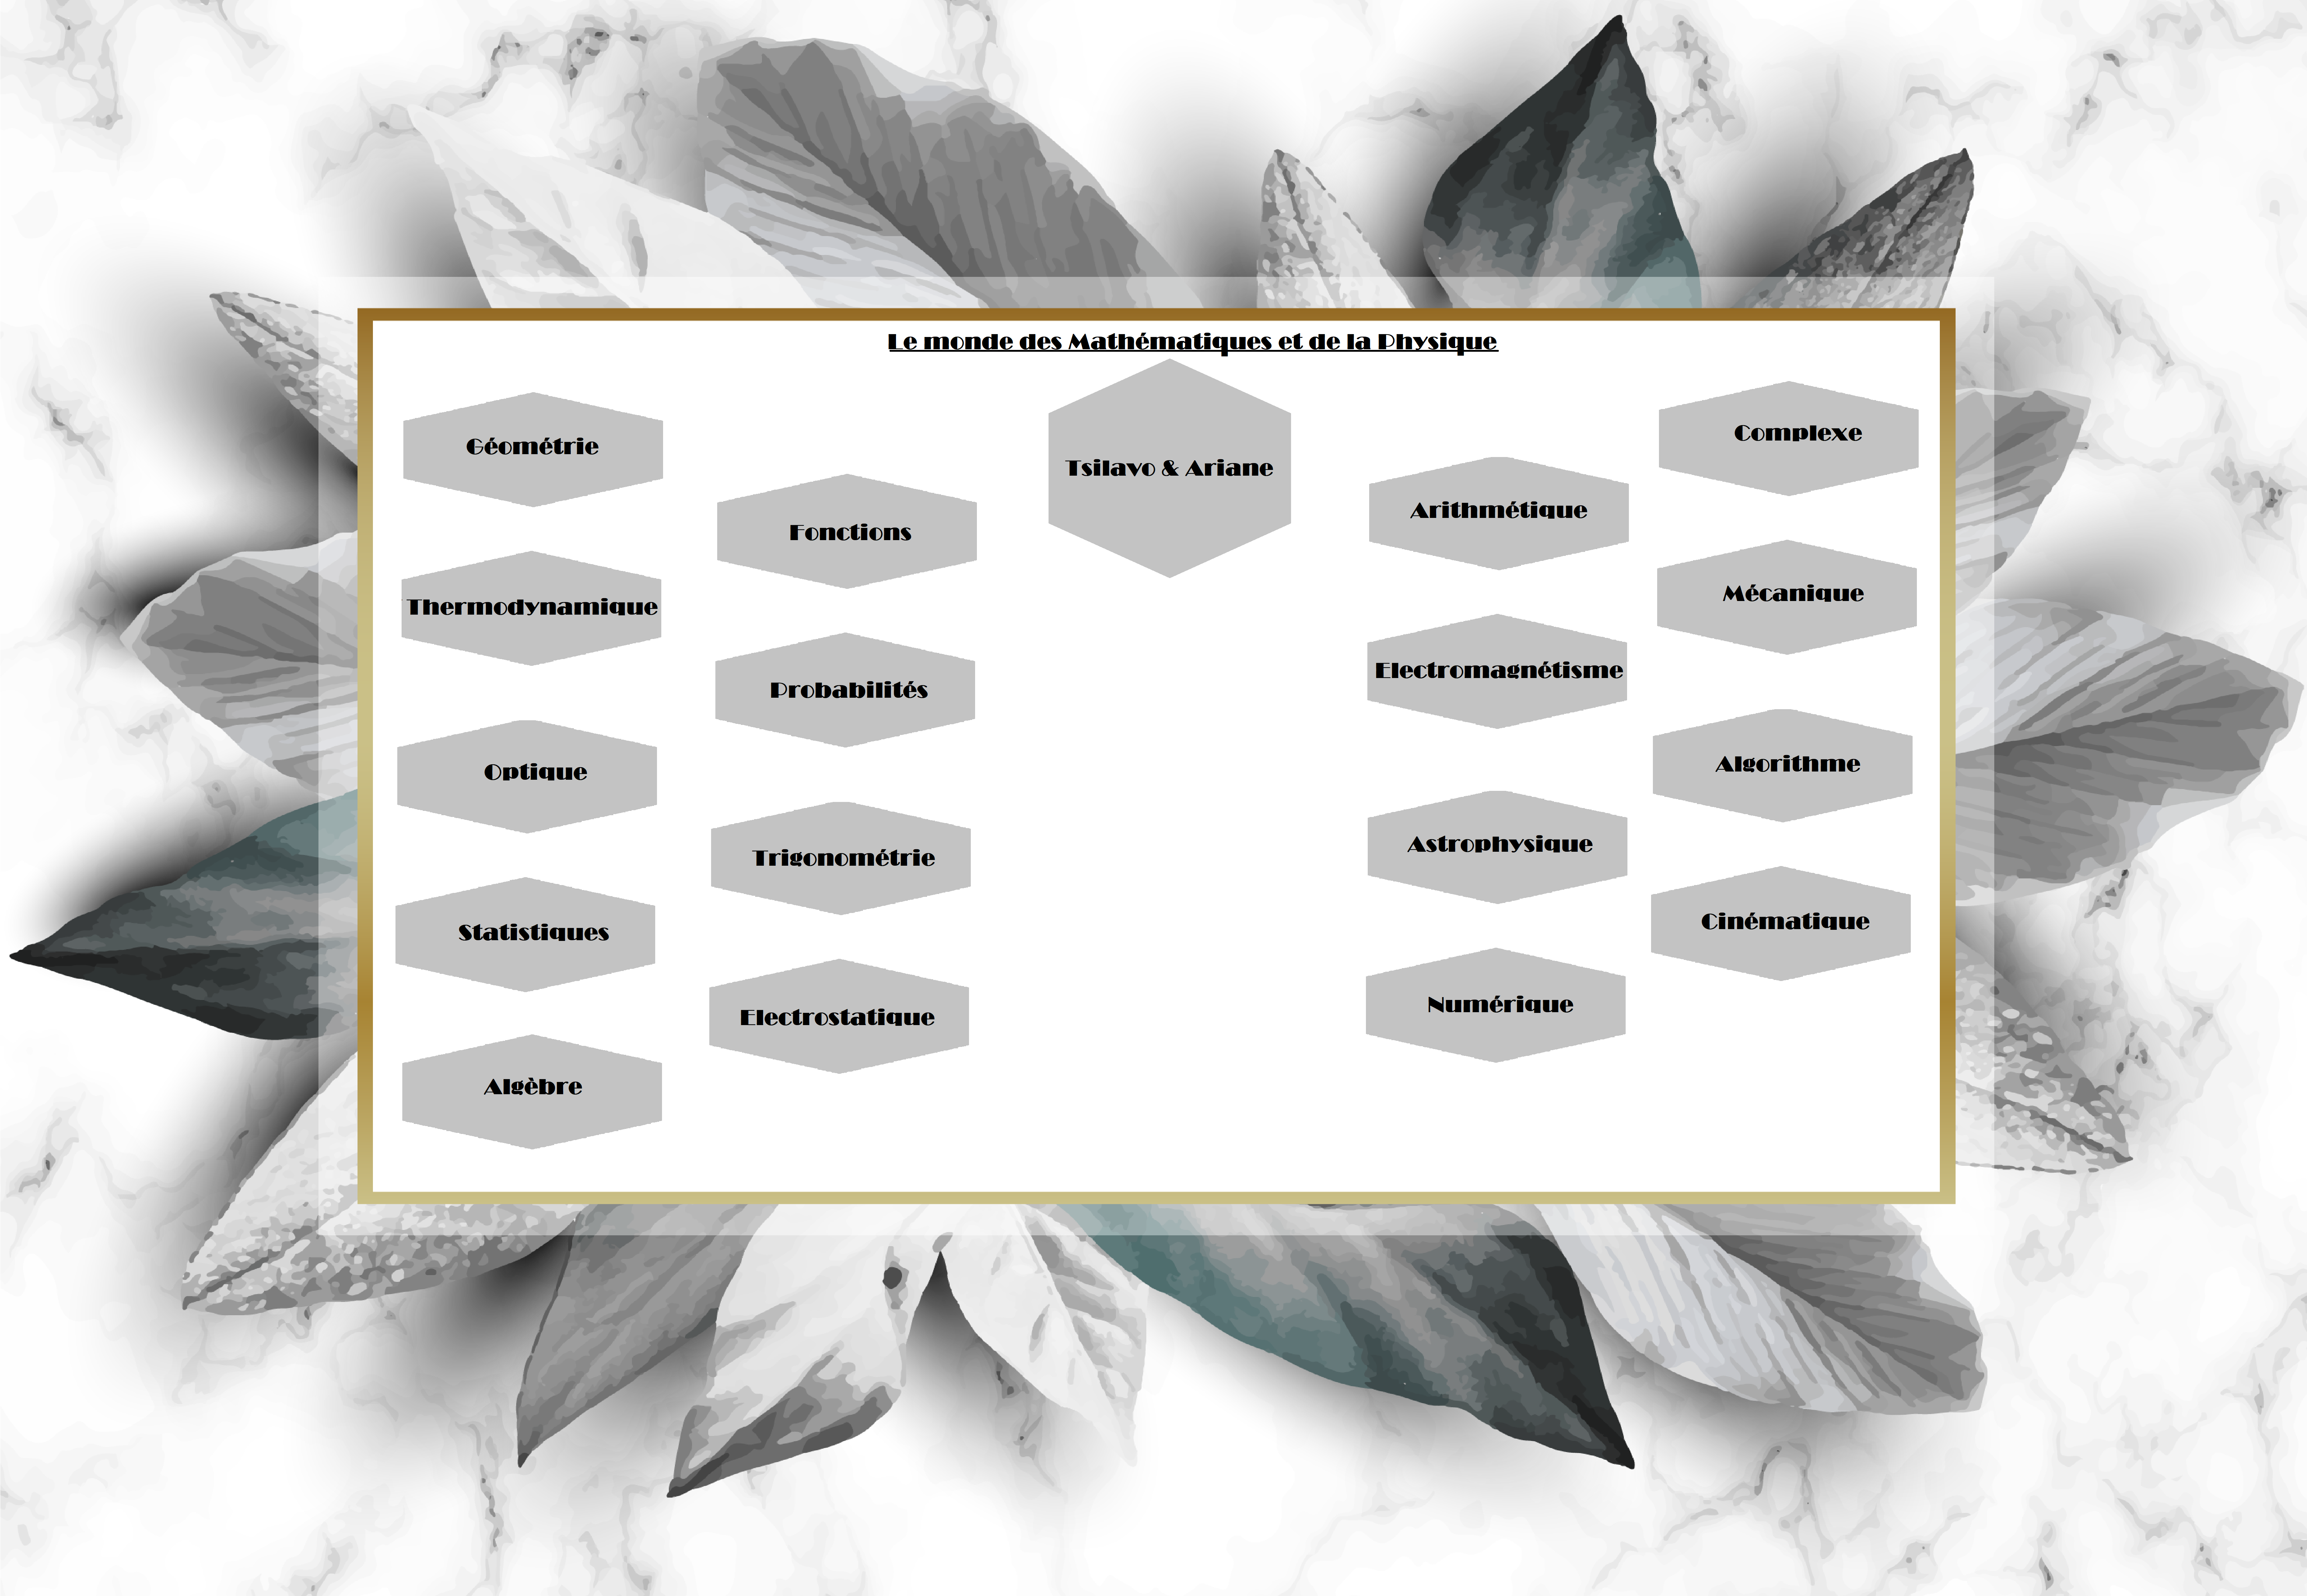 Le monde des Mathématiques et de la Physique
Tsilavo & Ariane
Géométrie
Thermodynamique
Optique
Statistiques
Algèbre
Fonctions
Probabilités
Trigonométrie
Electrostatique
Arithmétique
Electromagnétisme
Astrophysique
Numérique
Complexe
Mécanique
Algorithme
Cinématique